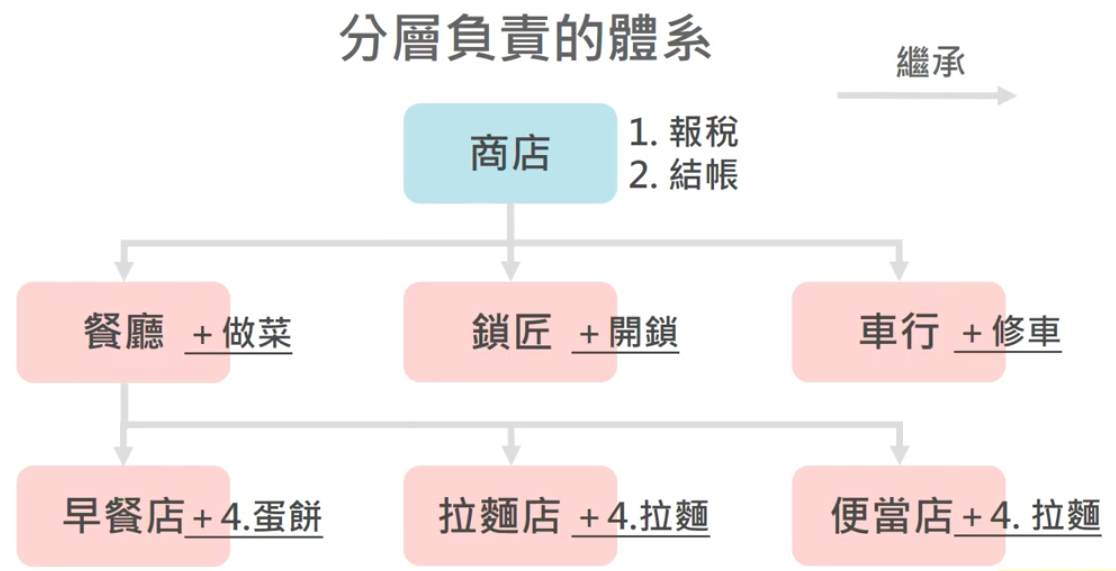 分層負責的體系
繼承
商店
1. 報稅
2. 結帳
餐廳 + 做菜
鎖匠 + 開鎖
車行 + 修車
早餐店 + 4.蛋餅
拉麵店 + 4.拉麵
便當店 + 4. 拉麵